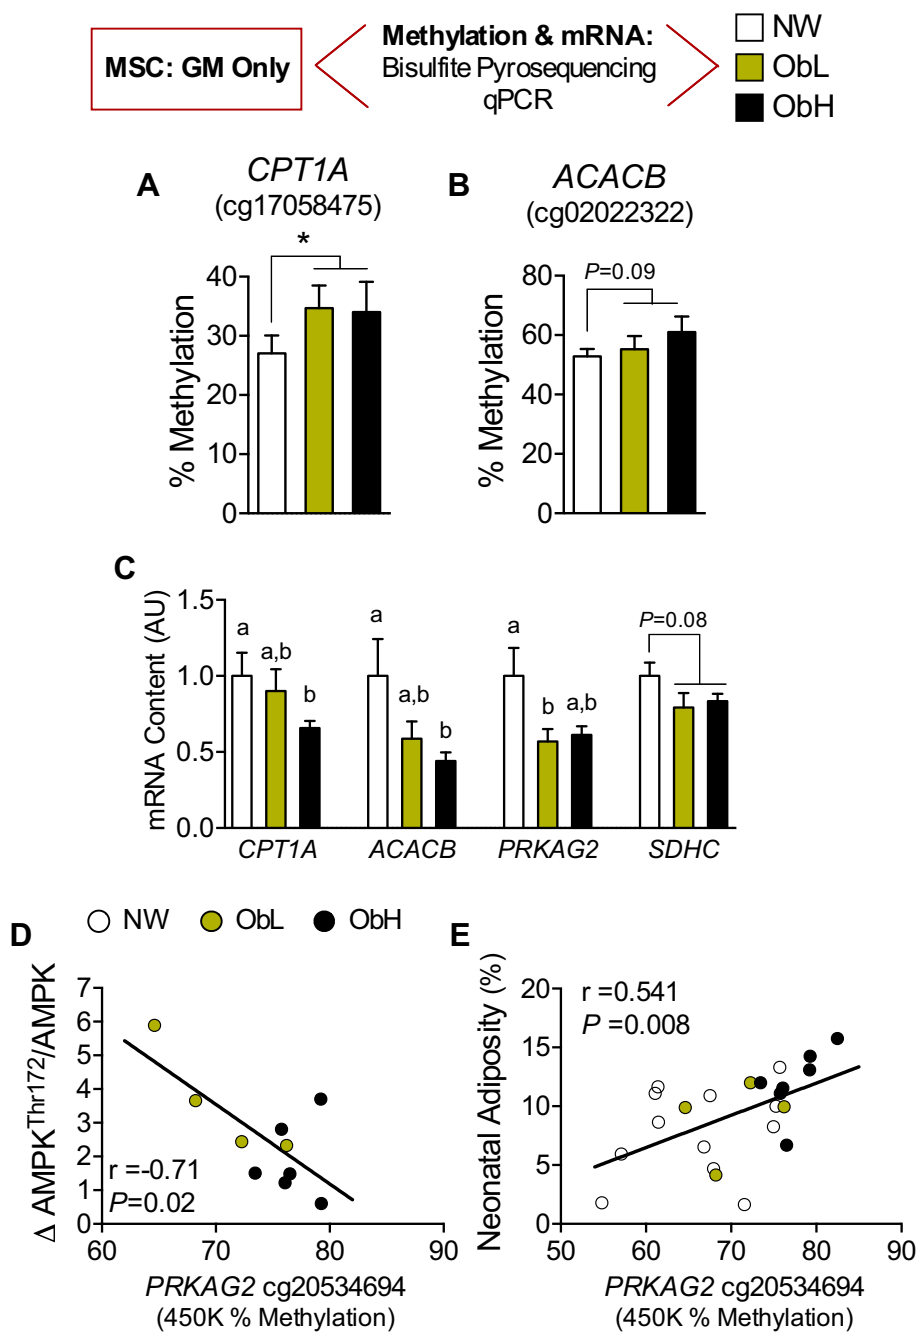 MSC: GM Only
Methylation & mRNA:
Bisulfite Pyrosequencing
qPCR
NW
ObL
ObH
A
CPT1A
(cg17058475)
*
% Methylation
40
30
20
10
0
B
ACACB
(cg02022322)
P=0.09
% Methylation
80
60
40
20
0
C
mRNA Content (AU)
1.5
1.0
0.5
0.0
a
a,b
b
a
a,b
b
a
b
a,b
P=0.08
CPT1A
ACACB
PRKAG2
SDHC
NW
ObL
ObH
D
Δ AMPKThr172/AMPK
7
6
5
4
3
2
1
0
r =-0.71
P=0.02
60
70
80
90
PRKAG2 cg20534694
(450K % Methylation)
E
Neonatal Adiposity (%)
20
15
10
5
0
r =0.541
P =0.008
50
60
70
80
90
PRKAG2 cg20534694
(450K % Methylation)